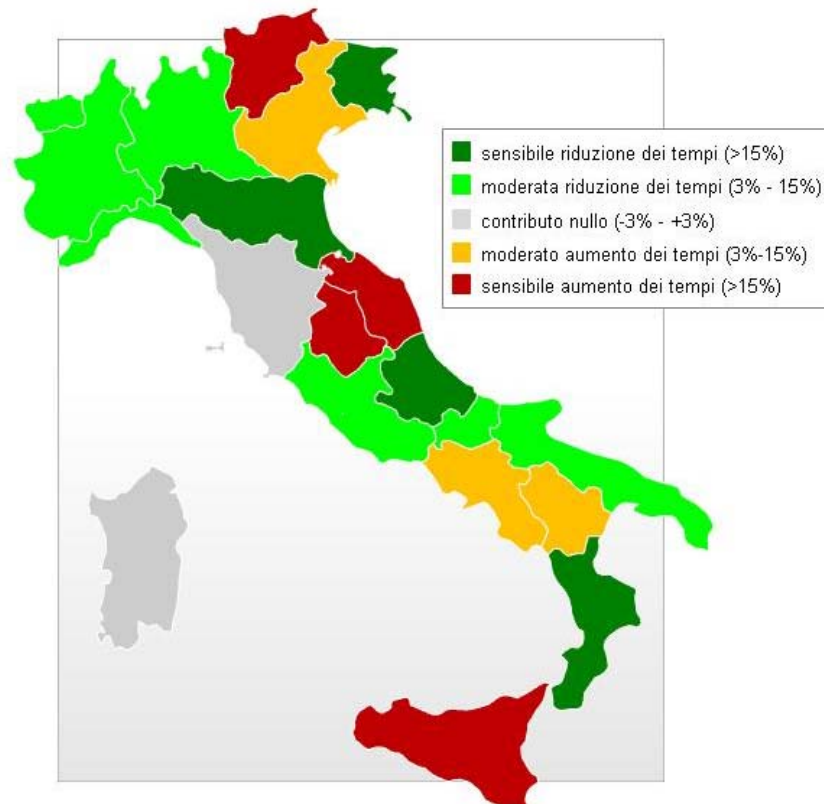 sensibile riduzione dei tempi (>15%)
moderata riduzione dei tempi (3% - 15%)
contributo nullo (-3% - +3%)
moderato aumento dei tempi (3%-15%)
sensibile aumento dei tempi (>15%)